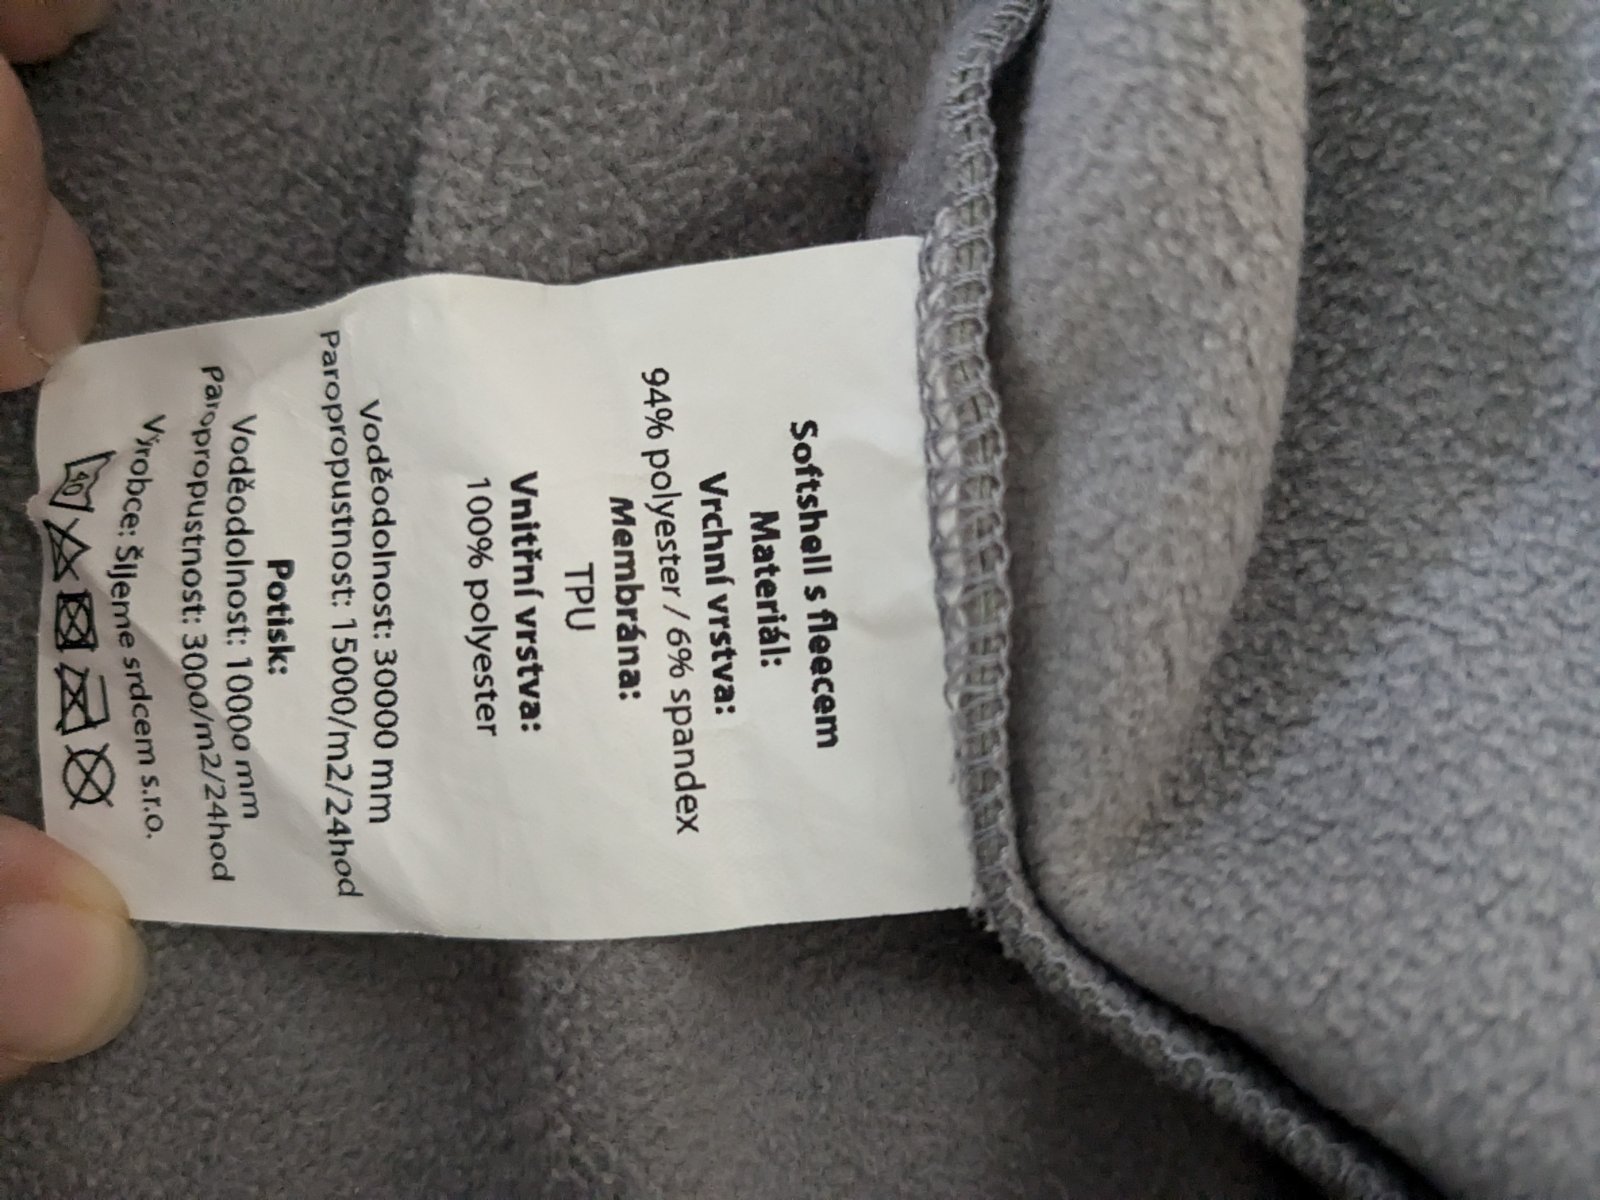 Softshell s fleecem
Materiál:
Vrchní vrstva:
94% polyester / 6% spandex
Membrána:
TPU
Vnitřní vrstva:
100% polyester
Voděodolnost: 30000 mm
Paropropustnost: 15000/m2/24hod
Potisk:
Voděodolnost: 10000 mm
Paropropustnost: 3000/m2/24hod
Výrobce: Šijeme srdcem s.r.o.
40